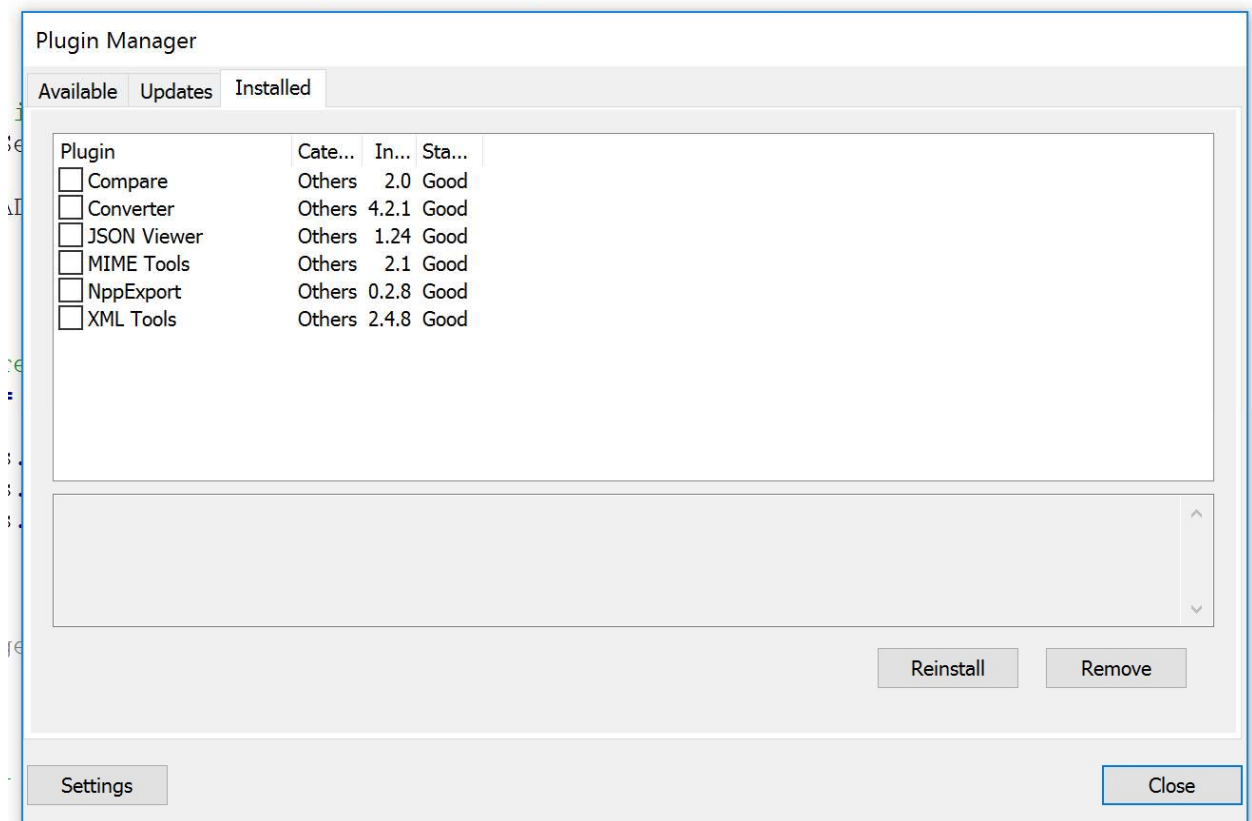 Plugin Manager
Available Updates Installed
Plugin Cate... In... Sta...
Compare Others 2.0 Good
Converter Others 4.2.1 Good
JSON Viewer Others 1.24 Good
MIME Tools Others 2.1 Good
NppExport Others 0.2.8 Good
XML Tools Others 2.4.8 Good
Reinstall Remove
Settings Close